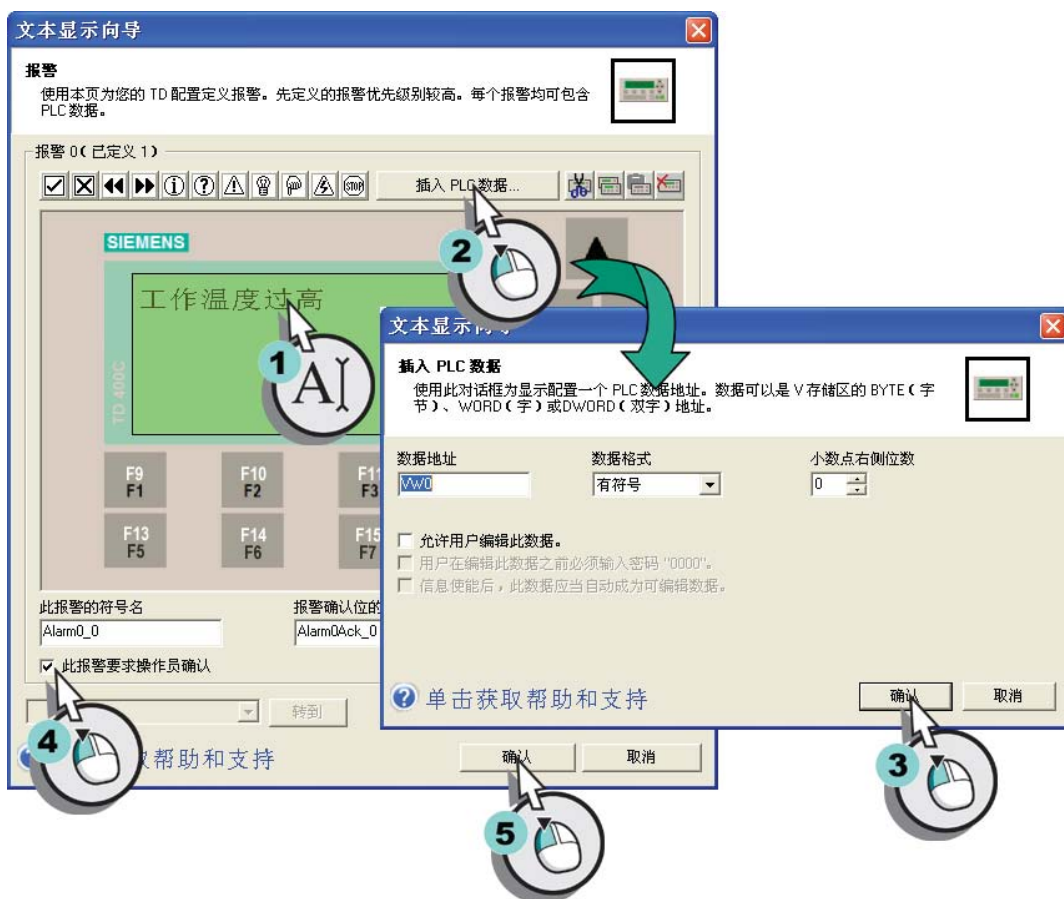 文本显示向导
报警
使用本页为您的 TD 配置定义报警。先定义的报警优先级别较高。每个报警均可包含
PLC 数据。
报警 0( 已定义 1 )
STOP
插入 PLC 数据...
SIEMENS
2
工作温度过高
1
A
TD 400C
F9
F1
F10
F2
F11
F3
F13
F5
F14
F6
F15
F7
此报警的符号名
报警确认位的
Alarm0_0
Alarm0Ack_0
此报警要求操作员确认
转到
4
帮助和支持
确认
取消
5
插入 PLC 数据
使用此对话框为显示配置一个 PLC 数据地址。数据可以是 V 存储区的 BYTE ( 字
节 )、WORD ( 字 ) 或DWORD ( 双字 ) 地址。
数据地址
数据格式
小数点右侧位数
VW0
有符号
0
允许用户编辑此数据。
用户在编辑此数据之前必须输入密码 "0000"。
信息使能后，此数据应当自动成为可编辑数据。
单击获取帮助和支持
确认
取消
3